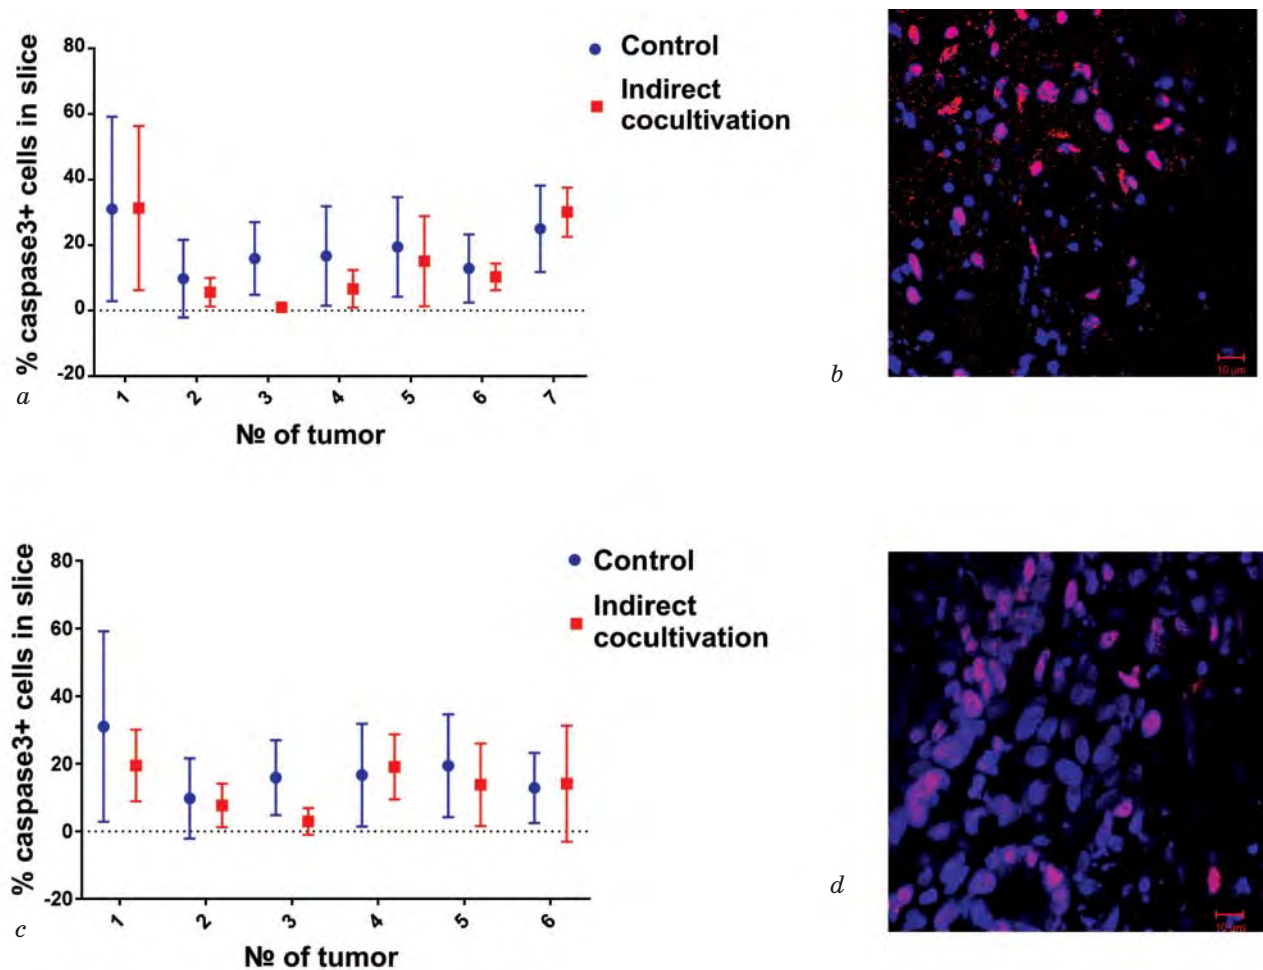 80
60
40
20
0
-20
% caspase3+ cells in slice
Control
Indirect
cocultivation
1 2 3 4 5 6 7
№ of tumor
a
10 µm
b
80
60
40
20
0
-20
% caspase3+ cells in slice
Control
Indirect
cocultivation
1 2 3 4 5 6
№ of tumor
c
10 µm
d